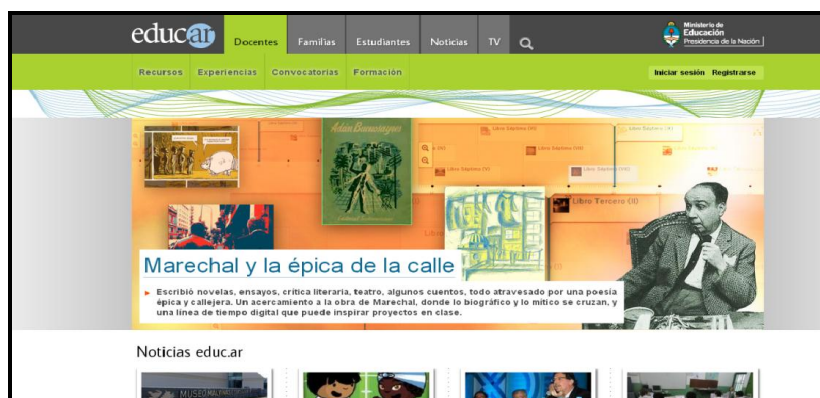 educ.ar
Docentes
Familias
Estudiantes
Noticias
TV
Ministerio de
Educación
Presidencia de la Nación
Recursos
Experiencias
Convocatorias
Formación
Iniciar sesión
Registrarse
Adán Buenosayres
Libro Tercero (II)
Marechal y la épica de la calle
Escribió novelas, ensayos, crítica literaria, teatro, algunos cuentos, todo atravesado por una poesía
épica y callejera. Un acercamiento a la obra de Marechal, donde lo biográfico y lo mítico se cruzan, y
una línea de tiempo digital que puede inspirar proyectos en clase.
Noticias educ.ar